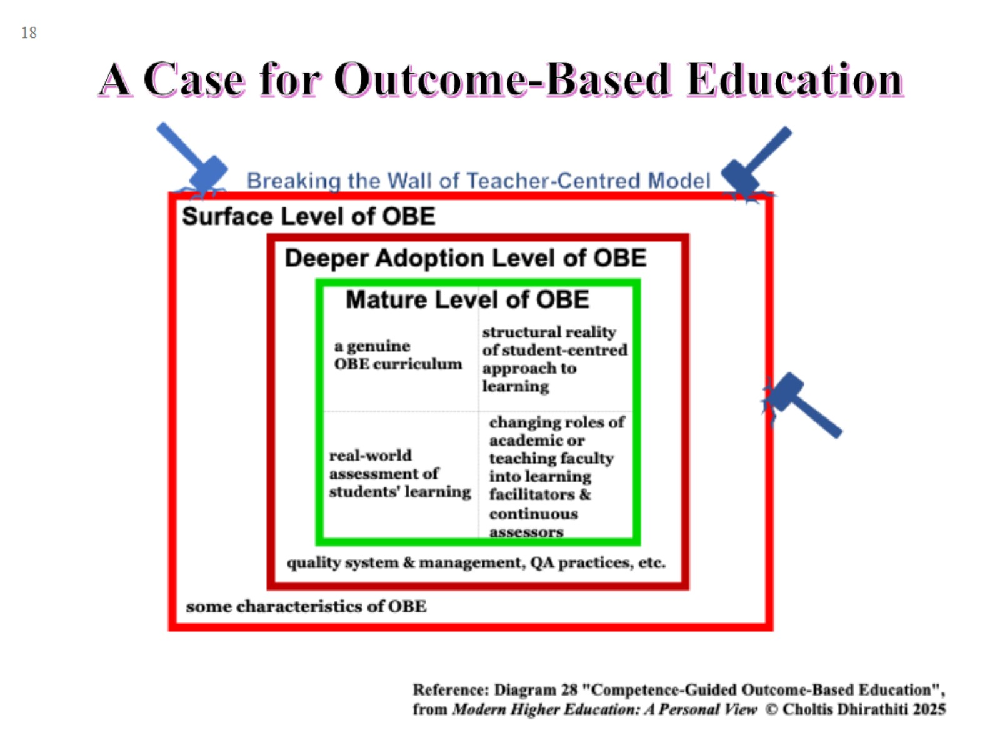 18
A Case for Outcome-Based Education
Breaking the Wall of Teacher-Centred Model
Surface Level of OBE
Deeper Adoption Level of OBE
Mature Level of OBE
a genuine
OBE curriculum
structural reality
of student-centred
approach to
learning
real-world
assessment of
students' learning
changing roles of
academic or
teaching faculty
into learning
facilitators &
continuous
assessors
quality system & management, QA practices, etc.
some characteristics of OBE
Reference: Diagram 28 "Competence-Guided Outcome-Based Education",
from Modern Higher Education: A Personal View © Choltis Dhirathiti 2025